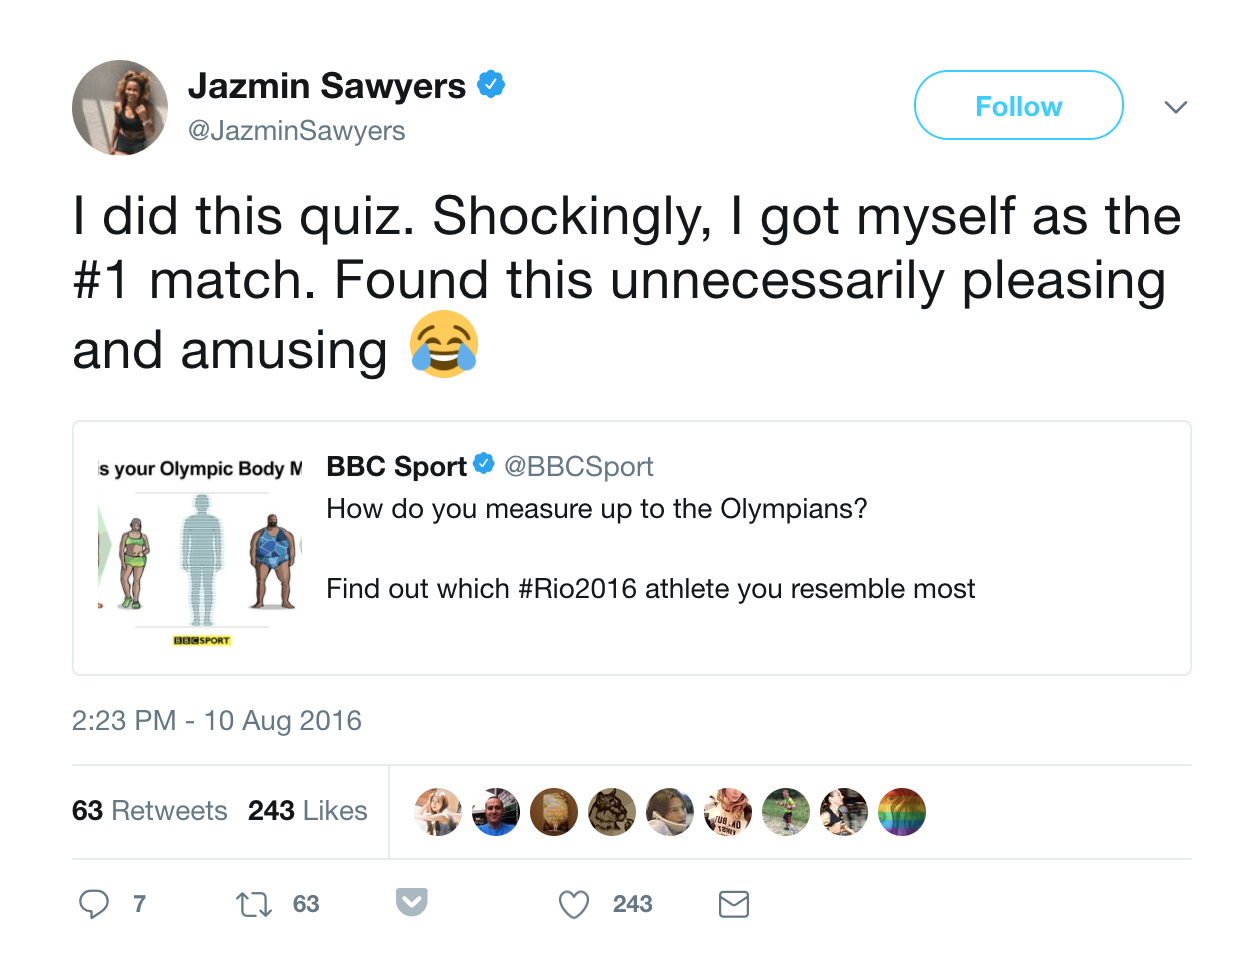 Jazmin Sawyers
@JazminSawyers
Follow
I did this quiz. Shockingly, I got myself as the
#1 match. Found this unnecessarily pleasing
and amusing 😂
s your Olympic Body M
BBC SPORT
BBC Sport @BBCSport
How do you measure up to the Olympians?
Find out which #Rio2016 athlete you resemble most
2:23 PM - 10 Aug 2016
63 Retweets 243 Likes
7 63 243